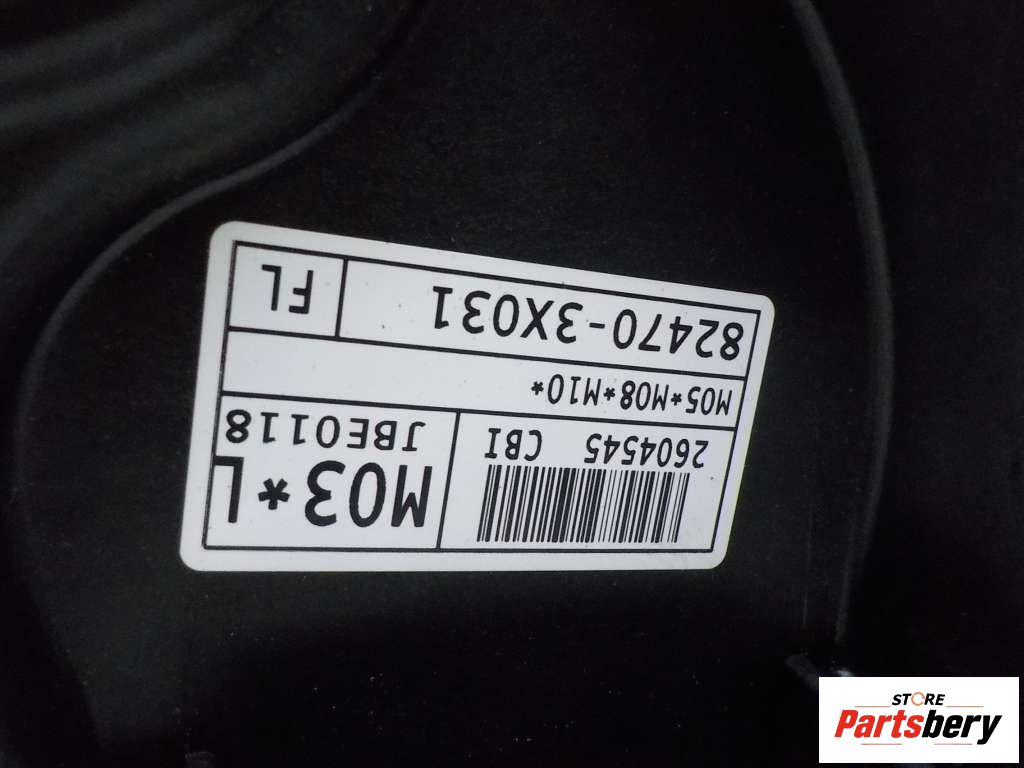 M03*L
JBE0118
2604545 CBI
M05*M08*M10*
82470-3X031
FL
STORE
Partsbery